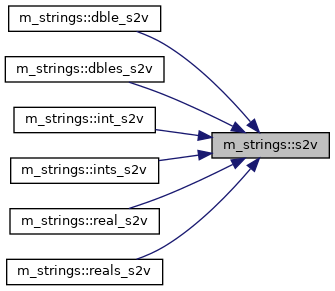 m_strings::dble_s2v
m_strings::dbles_s2v
m_strings::int_s2v
m_strings::s2v
m_strings::ints_s2v
m_strings::real_s2v
m_strings::reals_s2v